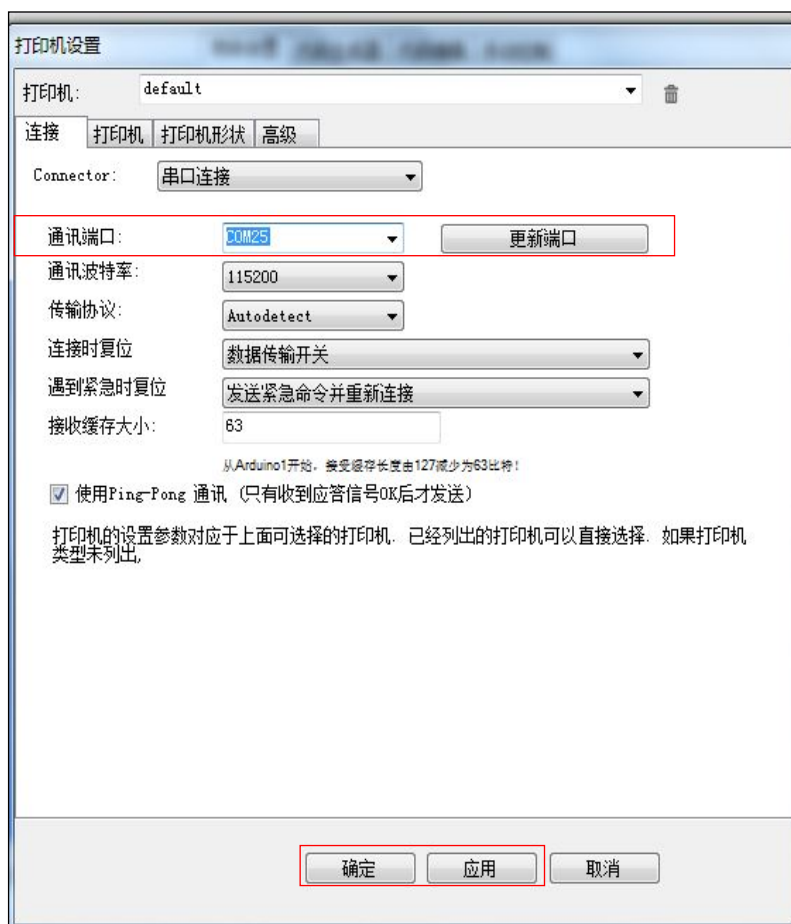 打印机设置
打印机: default
连接 打印机 打印机形状 高级
Connector: 串口连接
通讯端口: COM25 更新端口
通讯波特率: 115200
传输协议: Autodetect
连接时复位 数据传输开关
遇到紧急时复位 发送紧急命令并重新连接
接收缓存大小: 63
从Arduino1开始，接受缓存长度由127减少为63比特！
使用Ping-Pong 通讯（只有收到应答信号OK后才发送）
打印机的设置参数对应于上面可选择的打印机. 已经列出的打印机可以直接选择. 如果打印机
类型未列出,
确定 应用 取消